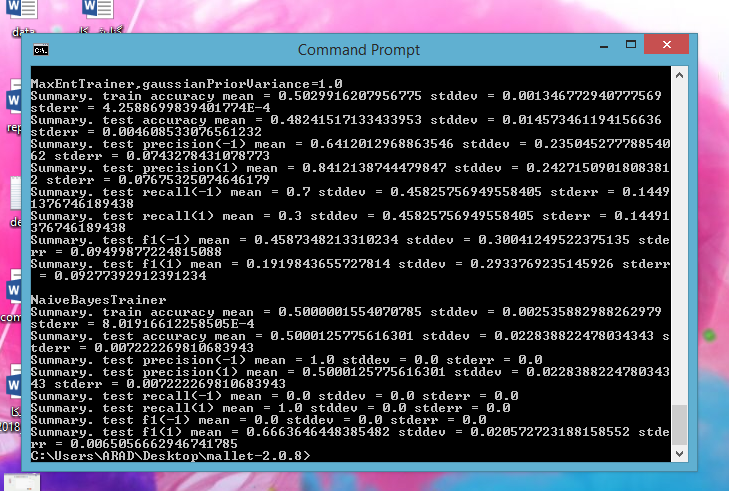 data
Command Prompt
MaxEntTrainer,gaussianPriorVariance=1.0
Summary. train accuracy mean = 0.5029916207956775 stddev = 0.001346772940777569
stderr = 4.2588699839401774E-4
Summary. test accuracy mean = 0.48241517133433953 stddev = 0.014573461194156636
stderr = 0.004608533076561232
Summary. test precision(-1) mean = 0.6412012968863546 stddev = 0.235045277788540
62 stderr = 0.0743278431078773
Summary. test precision(1) mean = 0.8412138744479847 stddev = 0.2427150901808381
2 stderr = 0.07675325074646179
Summary. test recall(-1) mean = 0.7 stddev = 0.45825756949558405 stderr = 0.1449
1376746189438
Summary. test recall(1) mean = 0.3 stddev = 0.45825756949558405 stderr = 0.14491
376746189438
Summary. test f1(-1) mean = 0.4587348213310234 stddev = 0.30041249522375135 stde
rr = 0.09499877224815088
Summary. test f1(1) mean = 0.1919843655727814 stddev = 0.2933769235145926 stderr
= 0.09277392912391234
NaiveBayesTrainer
Summary. train accuracy mean = 0.5000001554070785 stddev = 0.002535882988262979
stderr = 8.01916612258505E-4
Summary. test accuracy mean = 0.5000125775616301 stddev = 0.022838822478034343 s
tderr = 0.007222269810683943
Summary. test precision(-1) mean = 1.0 stddev = 0.0 stderr = 0.0
Summary. test precision(1) mean = 0.5000125775616301 stddev = 0.0228388224780343
43 stderr = 0.007222269810683943
Summary. test recall(-1) mean = 0.0 stddev = 0.0 stderr = 0.0
Summary. test recall(1) mean = 1.0 stddev = 0.0 stderr = 0.0
Summary. test f1(-1) mean = 0.0 stddev = 0.0 stderr = 0.0
Summary. test f1(1) mean = 0.6663646448385482 stddev = 0.020572723188158552 stde
rr = 0.0065056662946741785
C:\Users\ARAD\Desktop\mallet-2.0.8>